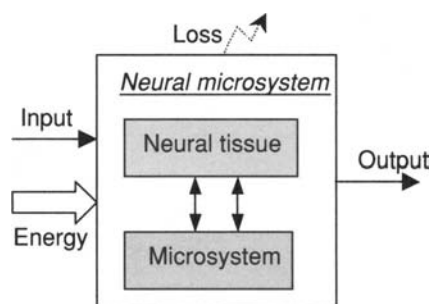 Loss
Neural microsystem
Input
Neural tissue
Output
Energy
Microsystem